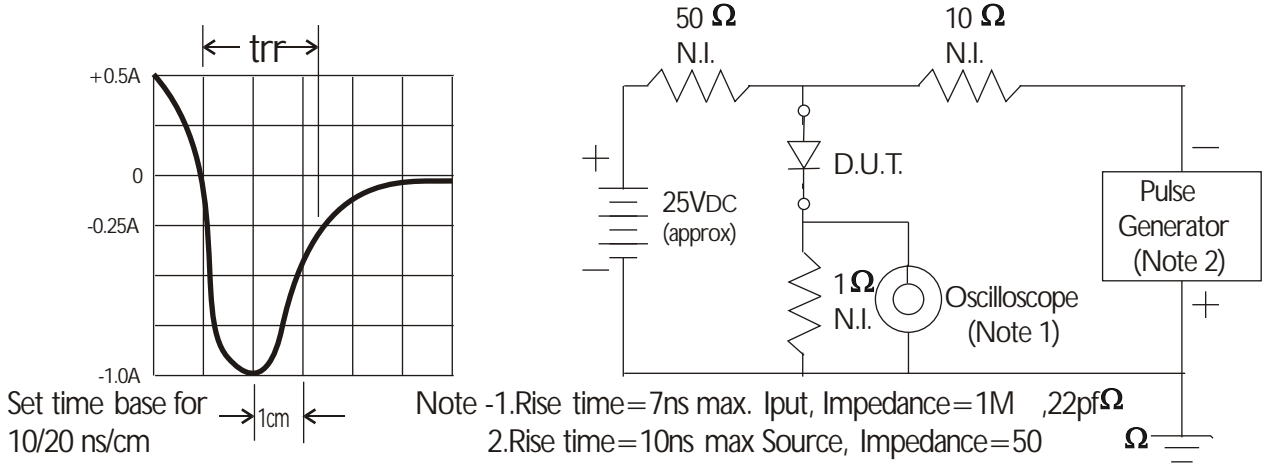 trr
+0.5A
0
-0.25A
-1.0A
1cm
Set time base for
10/20 ns/cm
50 Ω
N.I.
10 Ω
N.I.
+
25VDC
(approx)
−
D.U.T.
1Ω
N.I.
Oscilloscope
(Note 1)
−
Pulse
Generator
(Note 2)
+
Note -1.Rise time=7ns max. Iput, Impedance=1M ,22pfΩ
2.Rise time=10ns max Source, Impedance=50 Ω